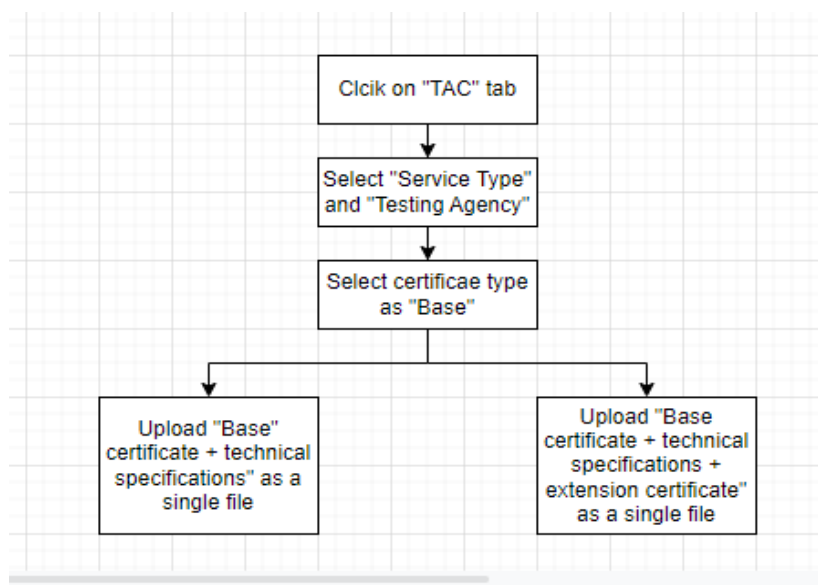 Clcik on "TAC" tab
Select "Service Type"
and "Testing Agency"
Select certificae type
as "Base"
Upload "Base"
certificate + technical
specifications" as a
single file
Upload "Base
certificate + technical
specifications +
extension certificate"
as a single file